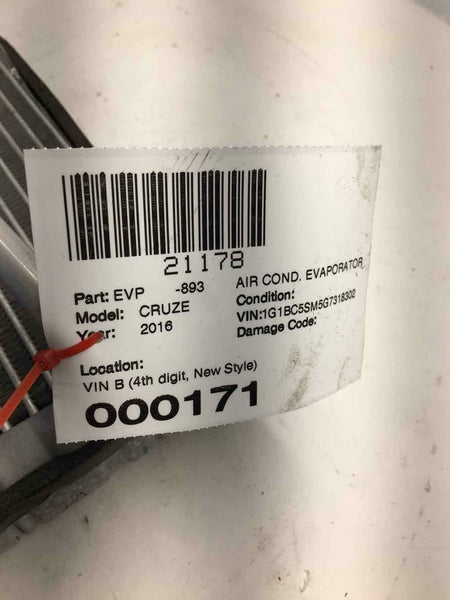 21178
Part: EVP -893 AIR COND. EVAPORATOR
Model: CRUZE Condition:
Year: 2016 VIN:1G1BC5SM5G7318302
Damage Code:
Location:
VIN B (4th digit, New Style)
000171